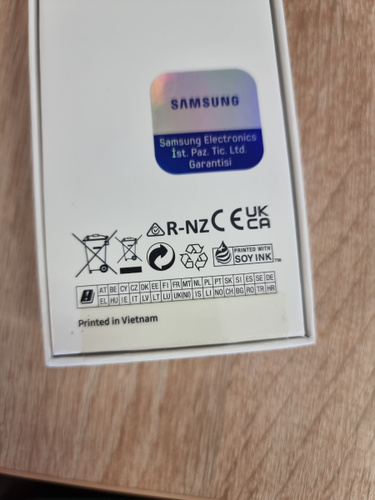 SAMSUNG
Samsung Electronics
İst. Paz. Tic. Ltd.
Garantisi
R-NZ CE UK
CA
PRINTED WITH
SOY INK™
AT BE CY CZ DK EE FI FR MT NL PL PT SK SI ES SE DE
EL HU IE IT LV LT LU UK(NI) IS LI NO CH BG RO TR HR
Printed in Vietnam